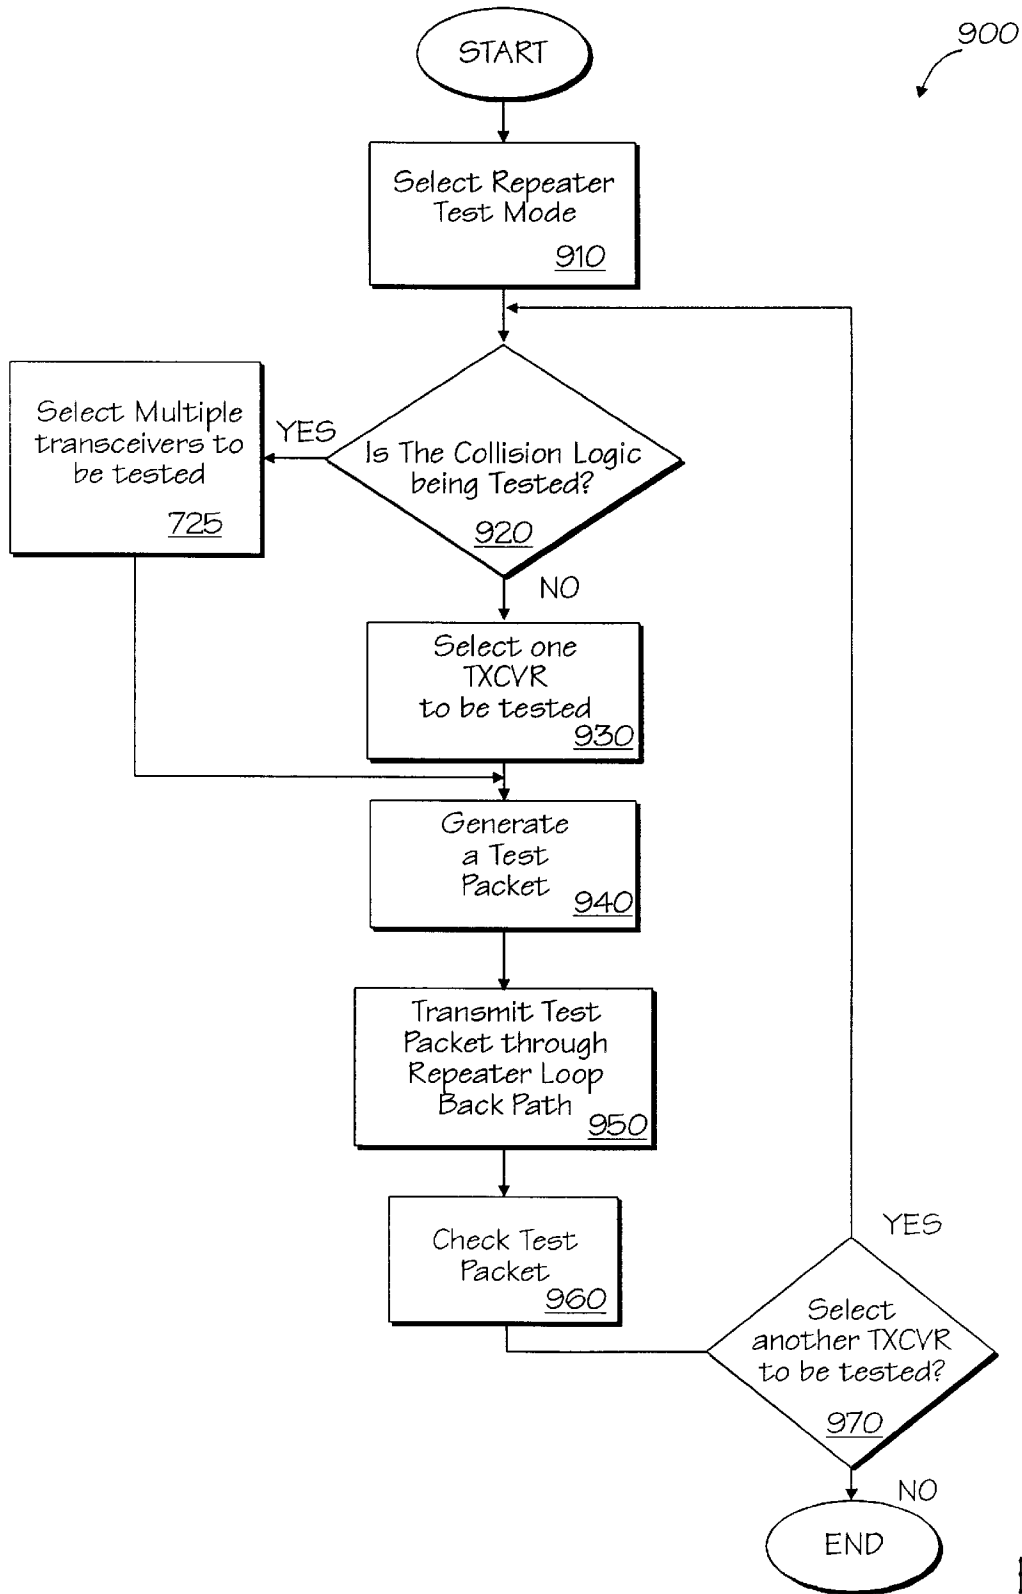 START
900
Select Repeater
Test Mode
910
Select Multiple
transceivers to
be tested
725
YES
Is The Collision Logic
being Tested?
920
NO
Select one
TXCVR
to be tested
930
Generate
a Test
Packet
940
Transmit Test
Packet through
Repeater Loop
Back Path
950
Check Test
Packet
960
YES
Select
another TXCVR
to be tested?
970
NO
END